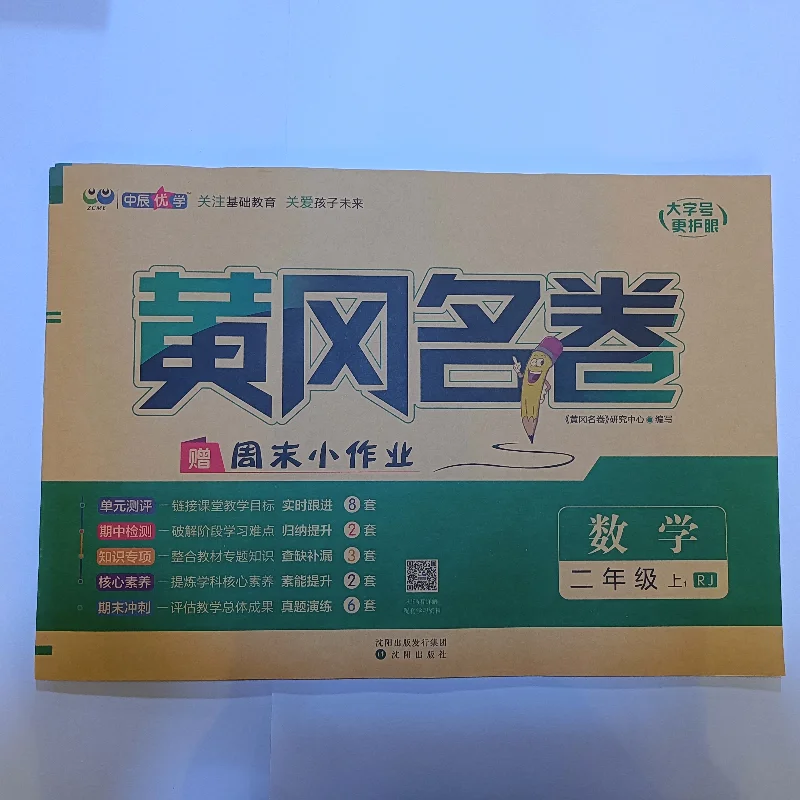 ZCME 中辰优学 关注基础教育 关爱孩子未来
大字号
更护眼
黄冈名卷
《黄冈名卷》研究中心 编写
赠 周末小作业
单元测评 一链接课堂教学目标 实时跟进 8 套
期中检测 一破解阶段学习难点 归纳提升 2 套
知识专项 一整合教材专题知识 查缺补漏 3 套
核心素养 一提炼学科核心素养 素能提升 2 套
期末冲刺 一评估教学总体成果 真题演练 6 套
数学
二年级 上 RJ
沈阳出版发行集团
沈阳出版社